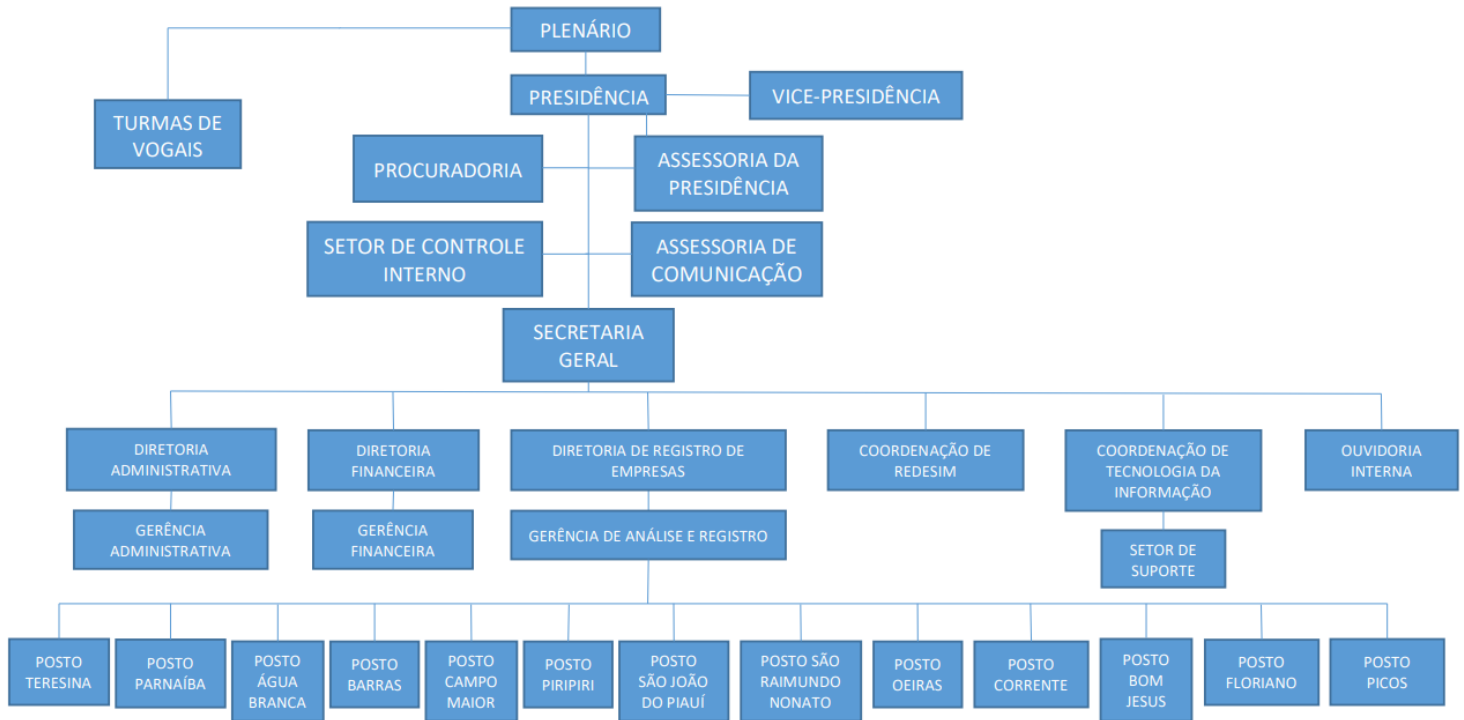 PLENÁRIO
PRESIDÊNCIA
VICE-PRESIDÊNCIA
TURMAS DE
VOGAIS
PROCURADORIA
ASSESSORIA DA
PRESIDÊNCIA
SETOR DE CONTROLE
INTERNO
ASSESSORIA DE
COMUNICAÇÃO
SECRETARIA
GERAL
DIRETORIA
ADMINISTRATIVA
DIRETORIA
FINANCEIRA
DIRETORIA DE REGISTRO DE
EMPRESAS
COORDENAÇÃO DE
REDESIM
COORDENAÇÃO DE
TECNOLOGIA DA
INFORMAÇÃO
OUVIDORIA
INTERNA
GERÊNCIA
ADMINISTRATIVA
GERÊNCIA
FINANCEIRA
GERÊNCIA DE ANÁLISE E REGISTRO
SETOR DE
SUPORTE
POSTO
TERESINA
POSTO
PARNAÍBA
POSTO
ÁGUA
BRANCA
POSTO
BARRAS
POSTO
CAMPO
MAIOR
POSTO
PIRIPIRI
POSTO
SÃO JOÃO
DO PIAUÍ
POSTO SÃO
RAIMUNDO
NONATO
POSTO
OEIRAS
POSTO
CORRENTE
POSTO
BOM
JESUS
POSTO
FLORIANO
POSTO
PICOS